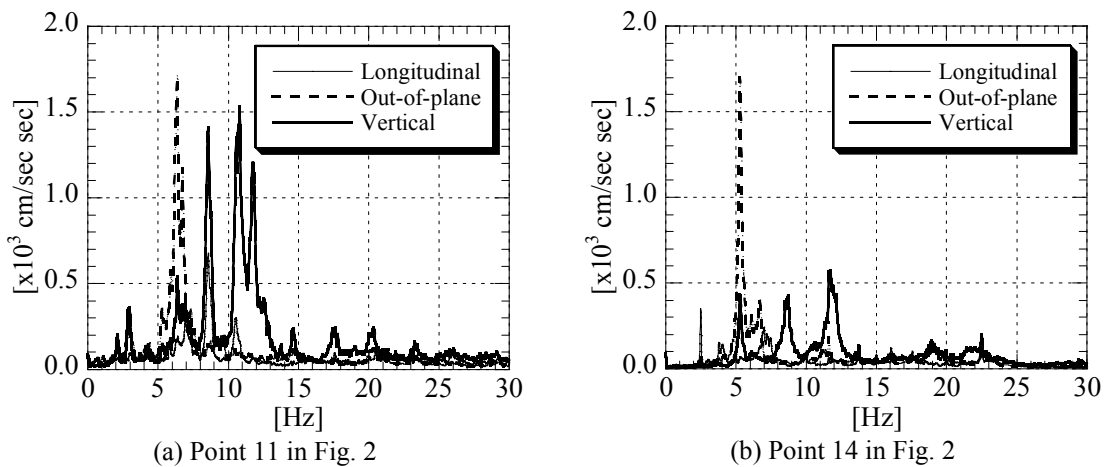 2.0
1.5
1.0
0.5
0.0
[x10³ cm/sec sec]
Longitudinal
Out-of-plane
Vertical
0 5 10 15 20 25 30
[Hz]
(a) Point 11 in Fig. 2
2.0
1.5
1.0
0.5
0.0
[x10³ cm/sec sec]
Longitudinal
Out-of-plane
Vertical
0 5 10 15 20 25 30
[Hz]
(b) Point 14 in Fig. 2